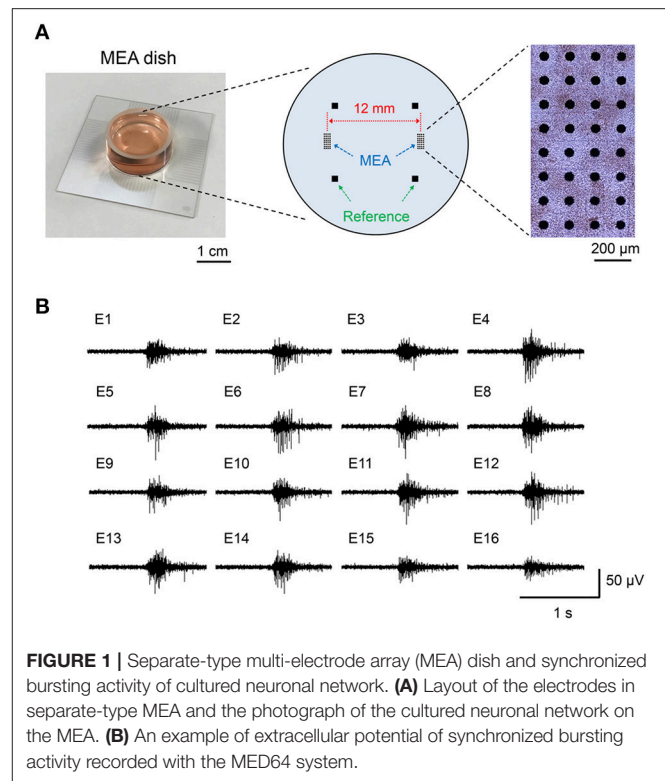 A
MEA dish
12 mm
MEA
Reference
1 cm
200 µm
B
E1 E2 E3 E4
E5 E6 E7 E8
E9 E10 E11 E12
E13 E14 E15 E16
50 µV
1 s
FIGURE 1 | Separate-type multi-electrode array (MEA) dish and synchronized
bursting activity of cultured neuronal network. (A) Layout of the electrodes in
separate-type MEA and the photograph of the cultured neuronal network on
the MEA. (B) An example of extracellular potential of synchronized bursting
activity recorded with the MED64 system.